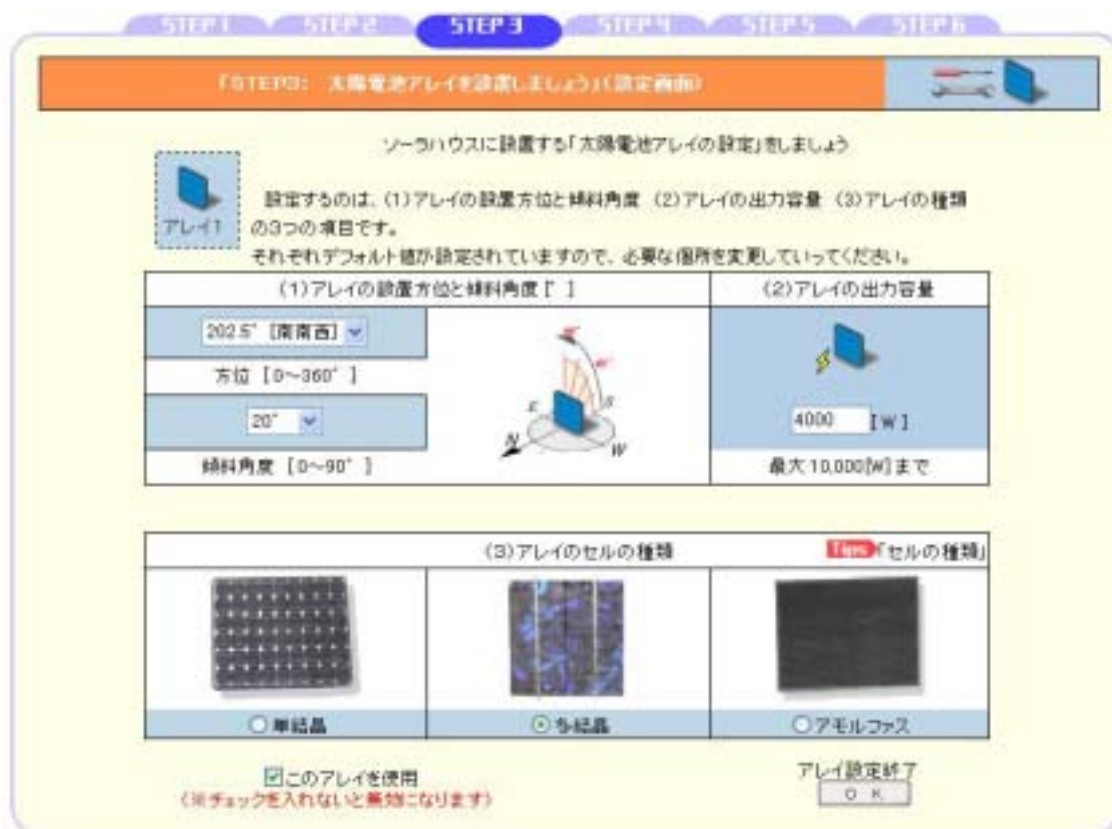 STEP 1 STEP 2 STEP 3 STEP 4 STEP 5 STEP 6
「STEP3: 太陽電池アレイを設置しましょう」(設定画面)
ソーラハウスに設置する「太陽電池アレイの設定」をしましょう
アレイ1
設定するのは、(1)アレイの設置方位と傾斜角度 (2)アレイの出力容量 (3)アレイの種類
の3つの項目です。
それぞれデフォルト値が設定されていますので、必要な個所を変更していってください。
(1)アレイの設置方位と傾斜角度[°]
(2)アレイの出力容量
202.5° [南南西]
方位 [0~360°]
20°
傾斜角度 [0~90°]
E S N W
4000 [W]
最大10,000[W]まで
(3)アレイのセルの種類
Tips「セルの種類」
単結晶
多結晶
アモルファス
このアレイを使用
(※チェックを入れないと無効になります)
アレイ設定終了
OK